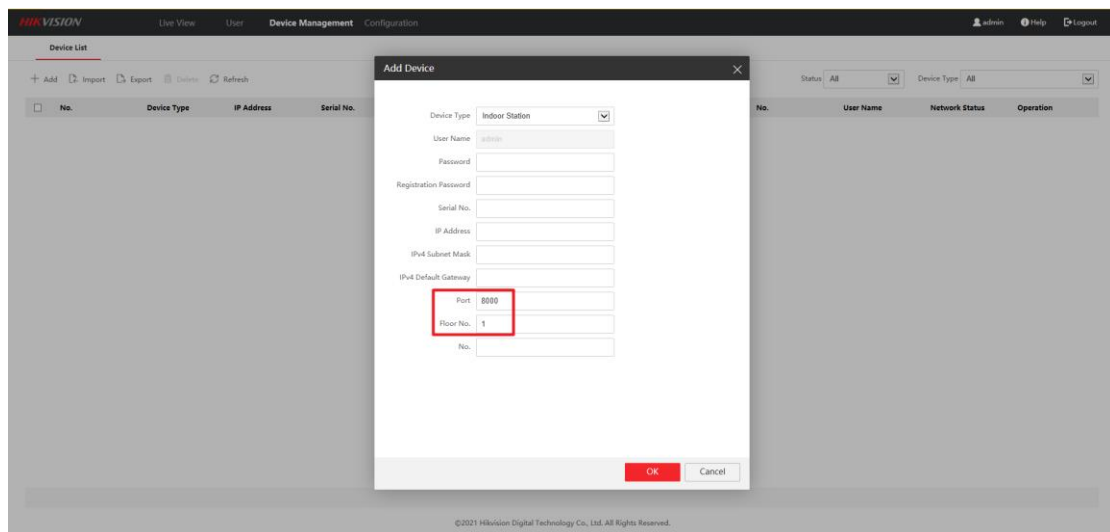 HIKVISION Live View User Device Management Configuration admin Help Logout
Device List
Add Import Export Delete Refresh Status All Device Type All
No. Device Type IP Address Serial No. No. User Name Network Status Operation
Add Device
Device Type Indoor Station
User Name admin
Password
Registration Password
Serial No.
IP Address
IPv4 Subnet Mask
IPv4 Default Gateway
Port 8000
Floor No. 1
No.
OK Cancel
©2021 Hikvision Digital Technology Co., Ltd. All Rights Reserved.